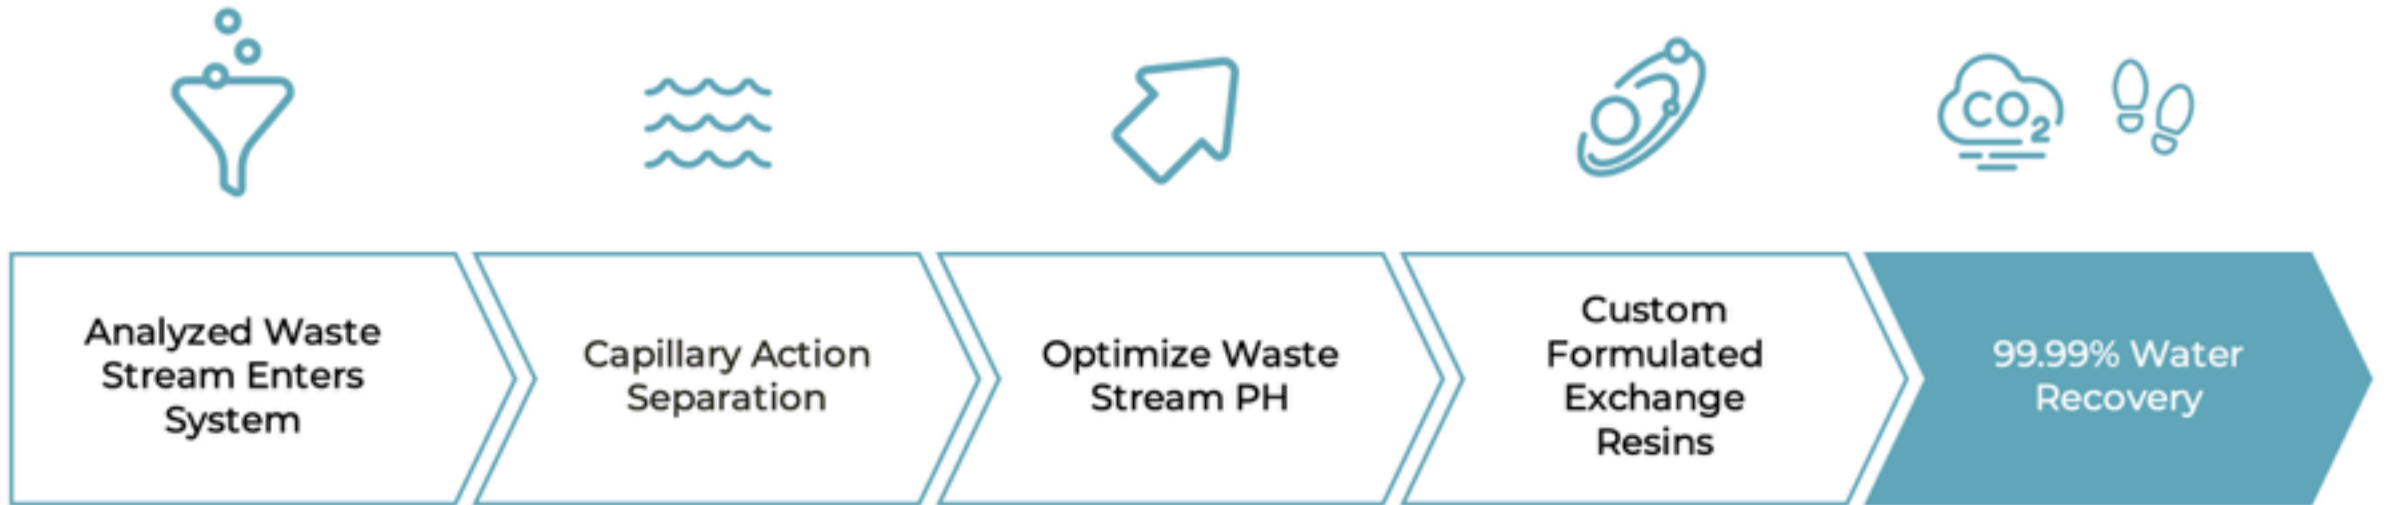 CO2
Analyzed Waste
Stream Enters
System
Capillary Action
Separation
Optimize Waste
Stream PH
Custom
Formulated
Exchange
Resins
99.99% Water
Recovery